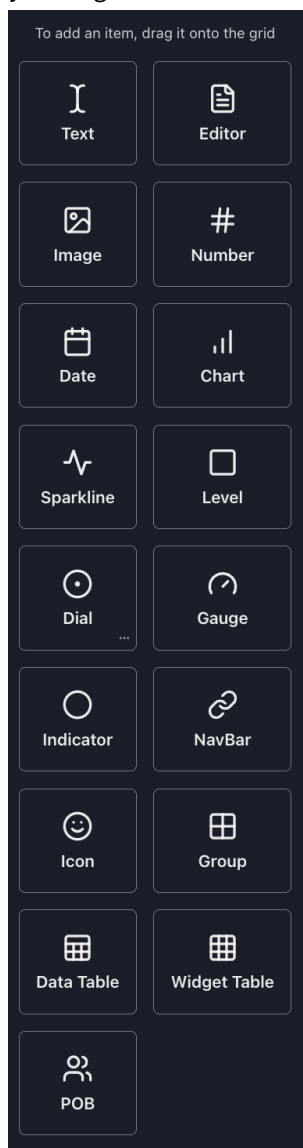 To add an item, drag it onto the grid
Text
Editor
Image
Number
Date
Chart
Sparkline
Level
Dial
...
Gauge
Indicator
NavBar
Icon
Group
Data Table
Widget Table
POB